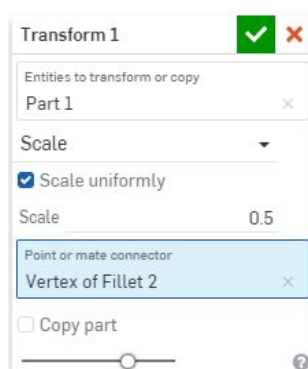 Transform 1
Entities to transform or copy
Part 1
Scale
Scale uniformly
Scale 0.5
Point or mate connector
Vertex of Fillet 2
Copy part